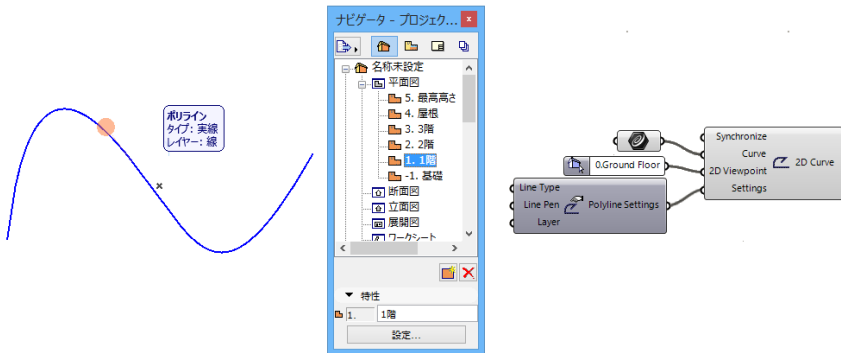 ポリライン
タイプ: 実線
レイヤー: 線
ナビゲータ - プロジェク... ×
名称未設定
平面図
5. 最高高さ
4. 屋根
3. 3階
2. 2階
1. 1階
-1. 基礎
断面図
立面図
展開図
ワークシート
特性
1. 1階
設定...
0.Ground Floor
Line Type
Line Pen
Layer
Polyline Settings
Synchronize
Curve
2D Viewpoint
Settings
2D Curve